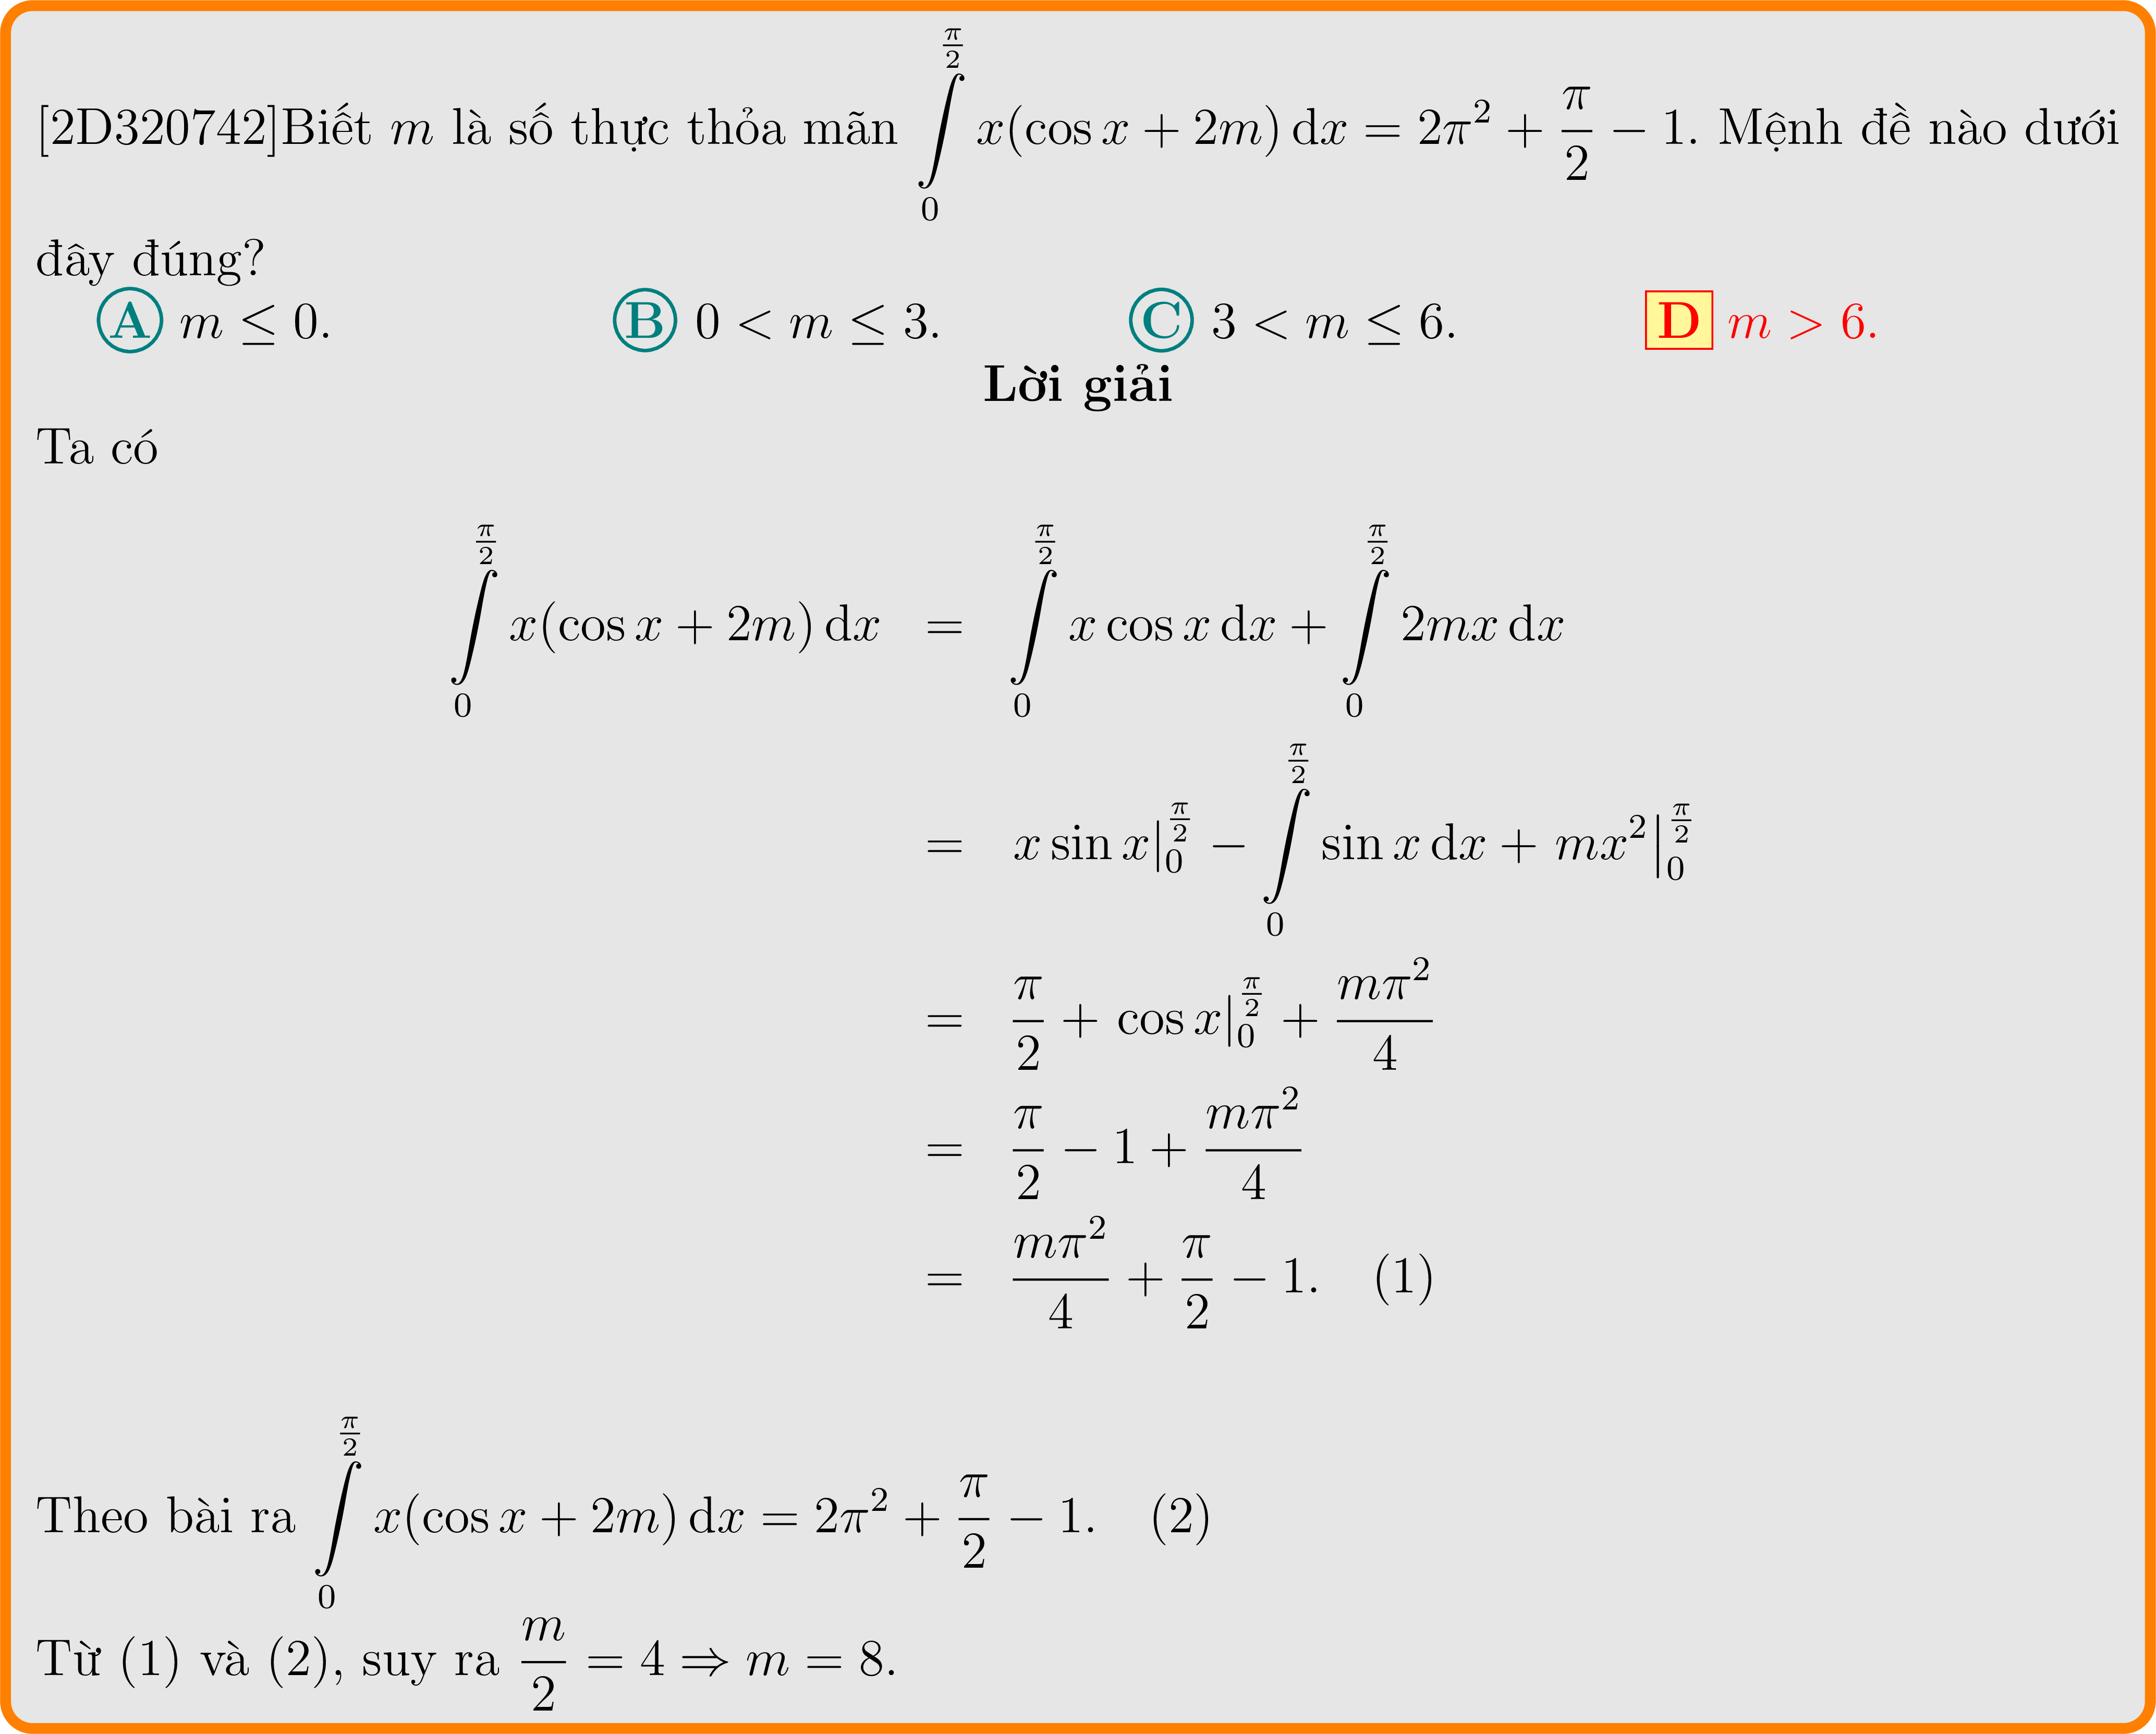 [2D320742]Biết $m$ là số thực thỏa mãn $\int\limits_0^{\frac{\pi}{2}} x(\cos x + 2m)\,\mathrm{d}x = 2\pi^2 + \frac{\pi}{2} - 1$. Mệnh đề nào dưới
đây đúng?
A $m \leq 0$. B $0 < m \leq 3$. C $3 < m \leq 6$. D $m > 6$.
Lời giải
Ta có
$\int\limits_0^{\frac{\pi}{2}} x(\cos x + 2m)\,\mathrm{d}x = \int\limits_0^{\frac{\pi}{2}} x\cos x\,\mathrm{d}x + \int\limits_0^{\frac{\pi}{2}} 2mx\,\mathrm{d}x$
$= x\sin x\big|_0^{\frac{\pi}{2}} - \int\limits_0^{\frac{\pi}{2}} \sin x\,\mathrm{d}x + mx^2\big|_0^{\frac{\pi}{2}}$
$= \frac{\pi}{2} + \cos x\big|_0^{\frac{\pi}{2}} + \frac{m\pi^2}{4}$
$= \frac{\pi}{2} - 1 + \frac{m\pi^2}{4}$
$= \frac{m\pi^2}{4} + \frac{\pi}{2} - 1. \quad (1)$
Theo bài ra $\int\limits_0^{\frac{\pi}{2}} x(\cos x + 2m)\,\mathrm{d}x = 2\pi^2 + \frac{\pi}{2} - 1. \quad (2)$
Từ (1) và (2), suy ra $\frac{m}{2} = 4 \Rightarrow m = 8$.